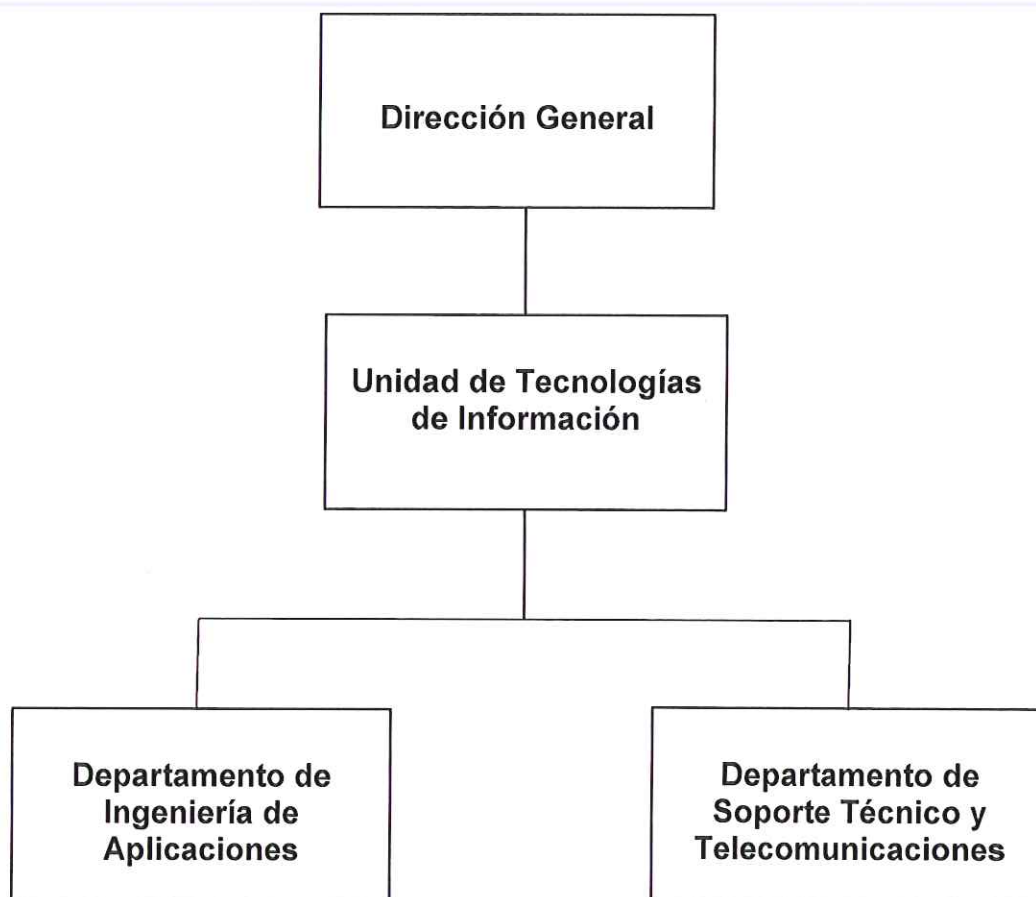 Dirección General
Unidad de Tecnologías
de Información
Departamento de
Ingeniería de
Aplicaciones
Departamento de
Soporte Técnico y
Telecomunicaciones